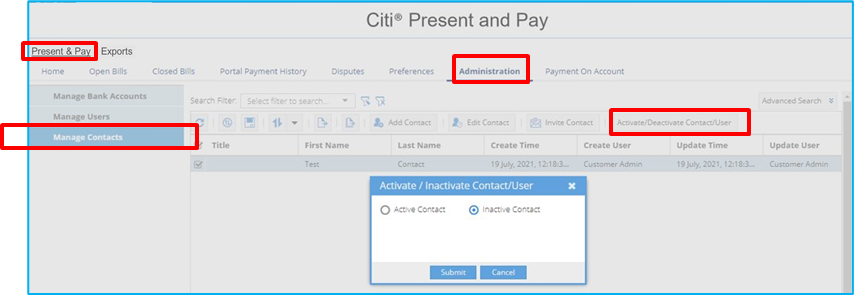 Citi® Present and Pay
Present & Pay Exports
Home Open Bills Closed Bills Portal Payment History Disputes Preferences Administration Payment On Account
Manage Bank Accounts
Manage Users
Manage Contacts
Search Filter: Select filter to search... Advanced Search
Add Contact Edit Contact Invite Contact Activate/Deactivate Contact/User
Title First Name Last Name Create Time Create User Update Time Update User
Test Contact 19 July, 2021, 12:18:3... Customer Admin 19 July, 2021, 12:18:3... Customer Admin
Activate / Inactivate Contact/User
Active Contact Inactive Contact
Submit Cancel